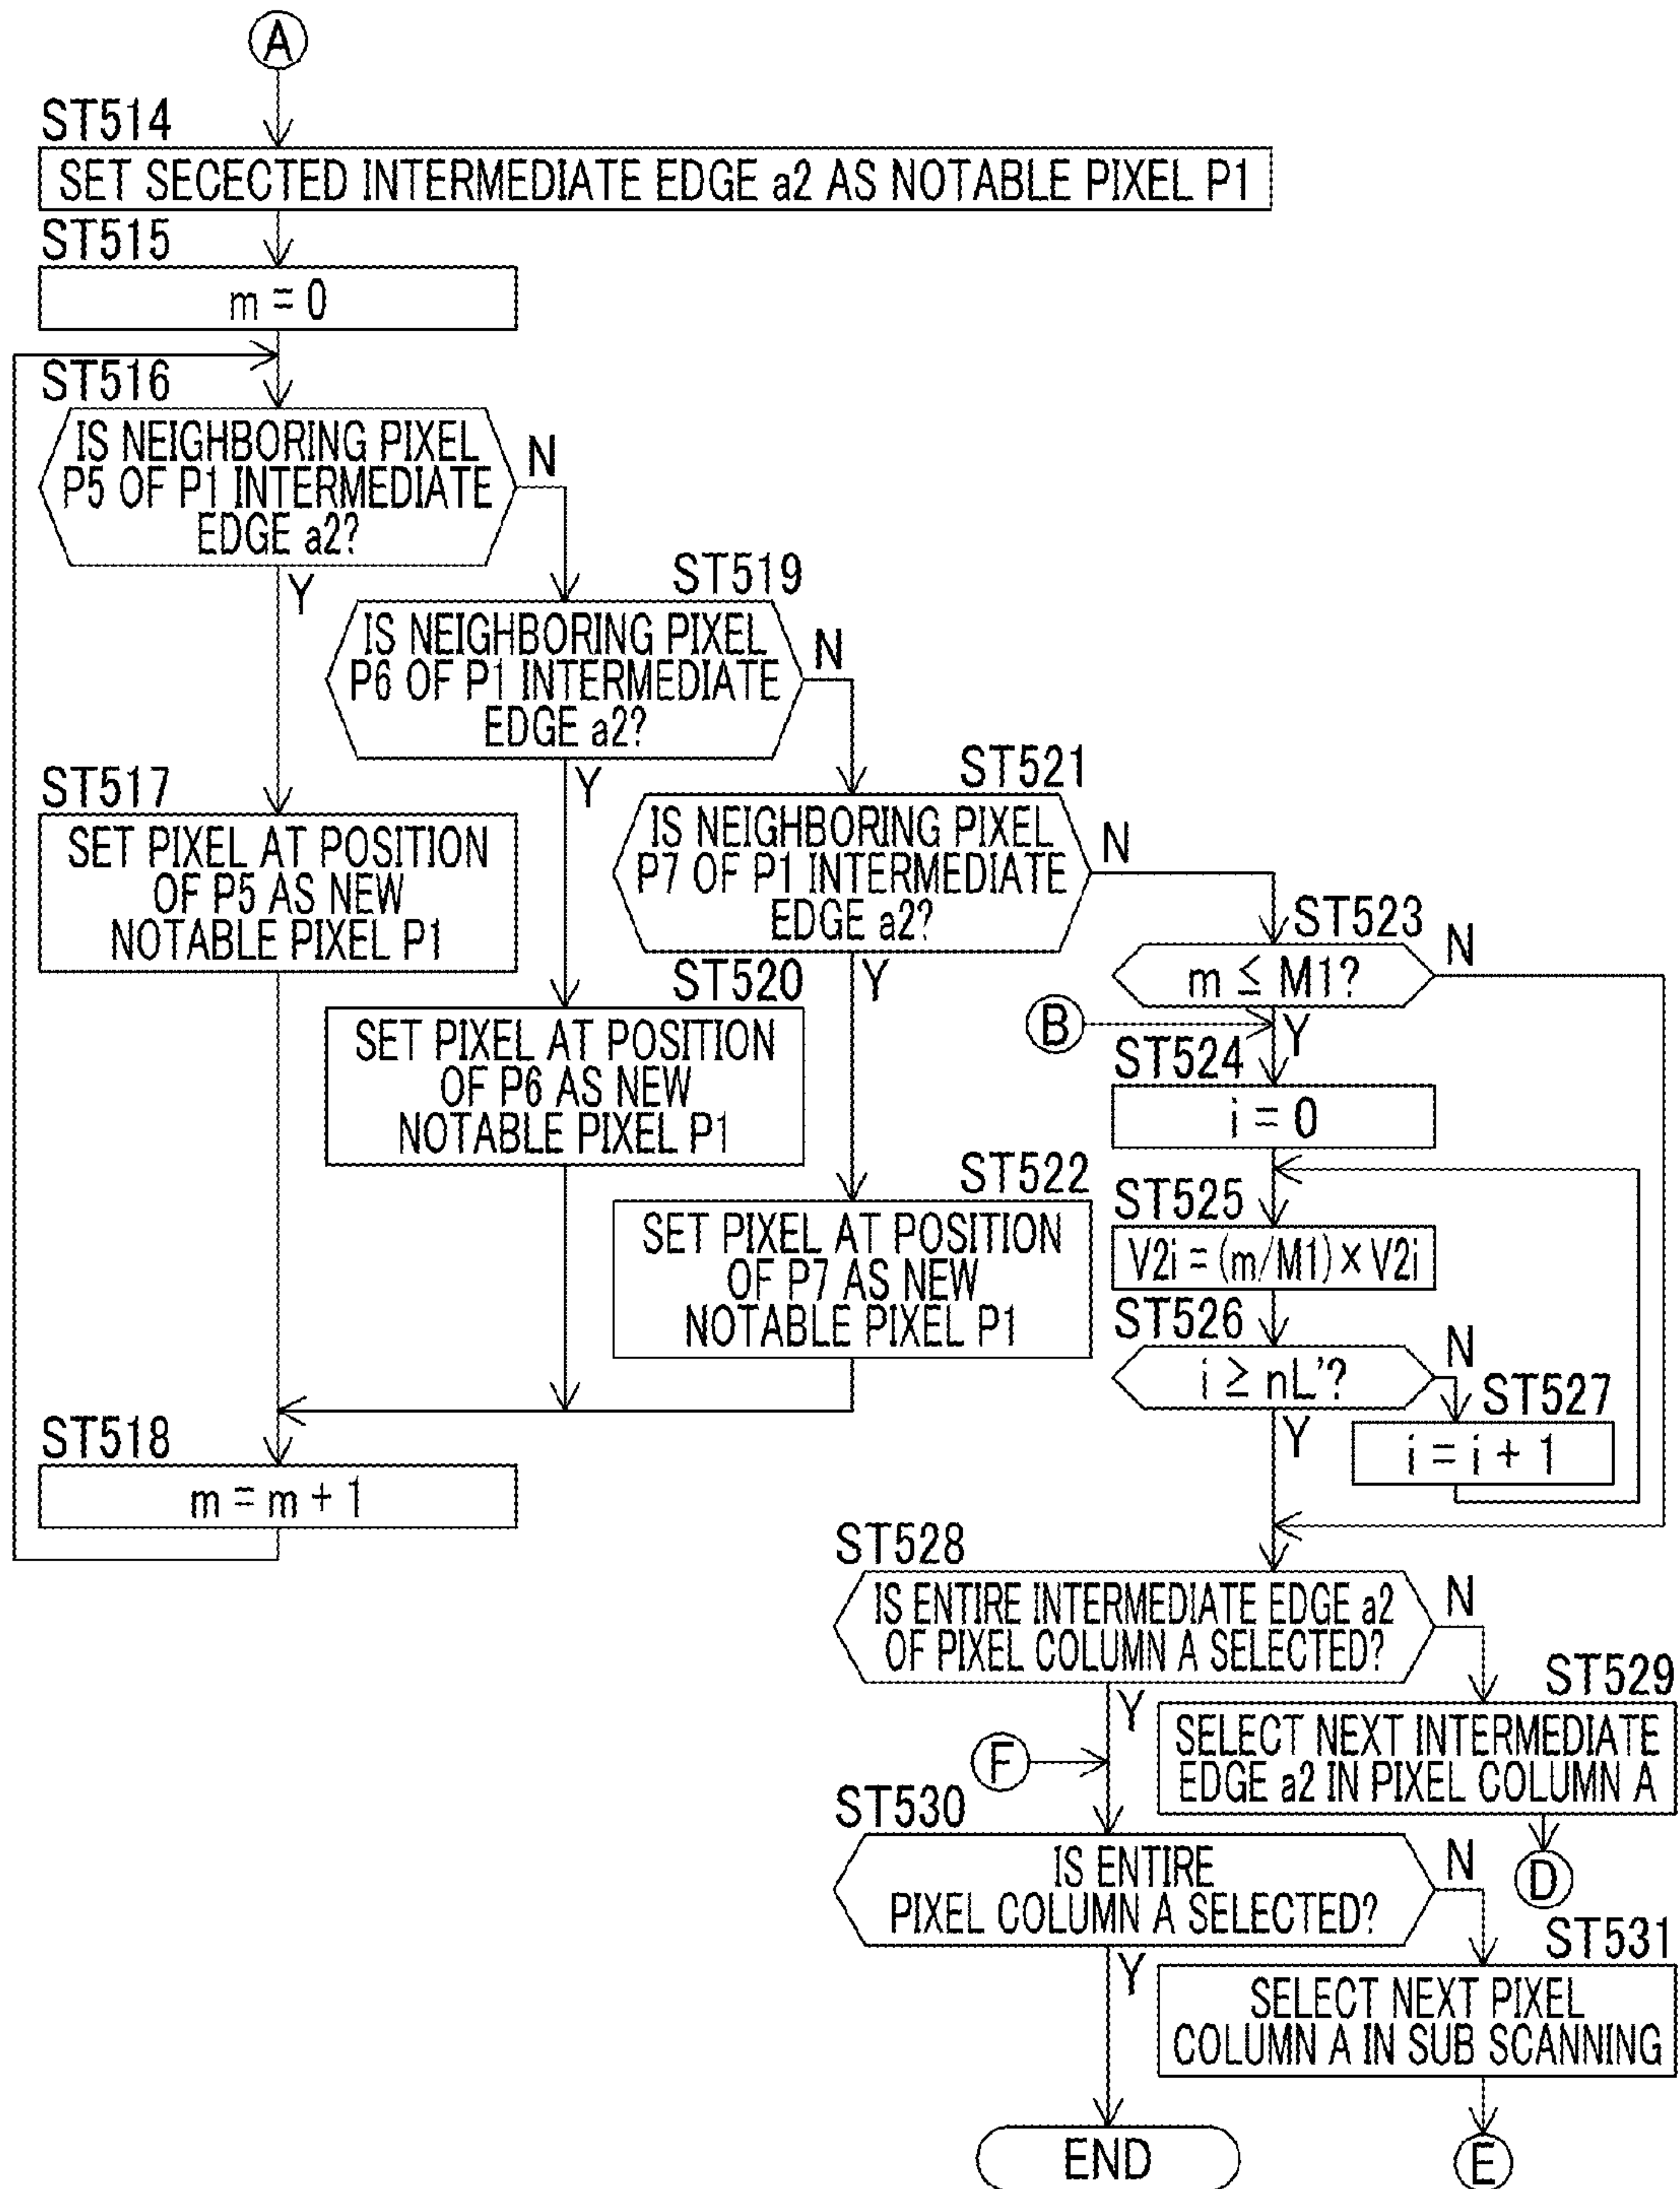 A
ST514
SET SECECTED INTERMEDIATE EDGE a2 AS NOTABLE PIXEL P1
ST515
m = 0
ST516
IS NEIGHBORING PIXEL
P5 OF P1 INTERMEDIATE
EDGE a2?
N
Y
ST517
SET PIXEL AT POSITION
OF P5 AS NEW
NOTABLE PIXEL P1
ST518
m = m + 1
ST519
IS NEIGHBORING PIXEL
P6 OF P1 INTERMEDIATE
EDGE a2?
N
Y
ST520
SET PIXEL AT POSITION
OF P6 AS NEW
NOTABLE PIXEL P1
ST521
IS NEIGHBORING PIXEL
P7 OF P1 INTERMEDIATE
EDGE a2?
N
Y
ST522
SET PIXEL AT POSITION
OF P7 AS NEW
NOTABLE PIXEL P1
ST523
m ≤ M1?
N
Y
B
ST524
i = 0
ST525
V2i = (m/M1) × V2i
ST526
i ≥ nL'?
N
Y
ST527
i = i + 1
ST528
IS ENTIRE INTERMEDIATE EDGE a2
OF PIXEL COLUMN A SELECTED?
N
Y
ST529
SELECT NEXT INTERMEDIATE
EDGE a2 IN PIXEL COLUMN A
D
F
ST530
IS ENTIRE
PIXEL COLUMN A SELECTED?
N
Y
ST531
SELECT NEXT PIXEL
COLUMN A IN SUB SCANNING
E
END